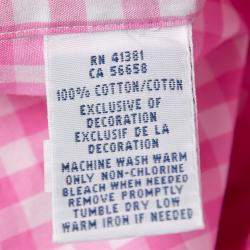 RN 41381
CA 56658
100% COTTON/COTON
EXCLUSIVE OF
DECORATION
EXCLUSIF DE LA
DECORATION
MACHINE WASH WARM
ONLY NON-CHLORINE
BLEACH WHEN NEEDED
REMOVE PROMPTLY
TUMBLE DRY LOW
WARM IRON IF NEEDED